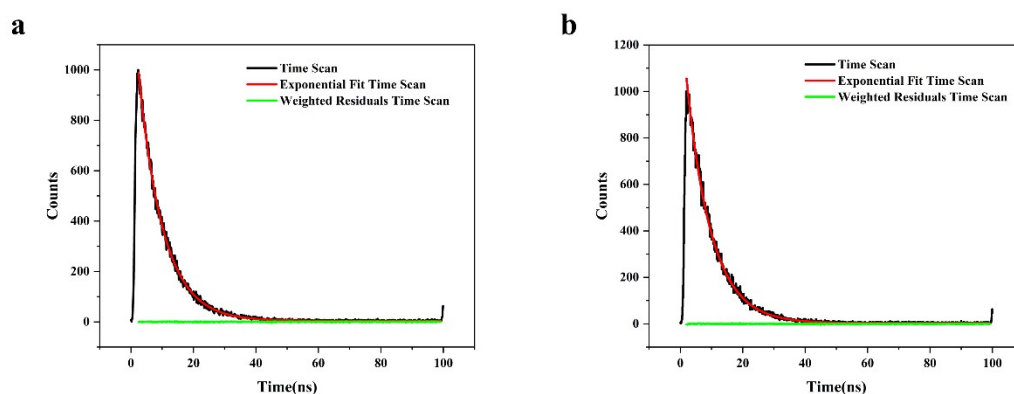 a
Time Scan
Exponential Fit Time Scan
Weighted Residuals Time Scan
1000
800
600
400
200
0
Counts
0 20 40 60 80 100
Time(ns)
b
Time Scan
Exponential Fit Time Scan
Weighted Residuals Time Scan
1200
1000
800
600
400
200
0
Counts
0 20 40 60 80 100
Time(ns)